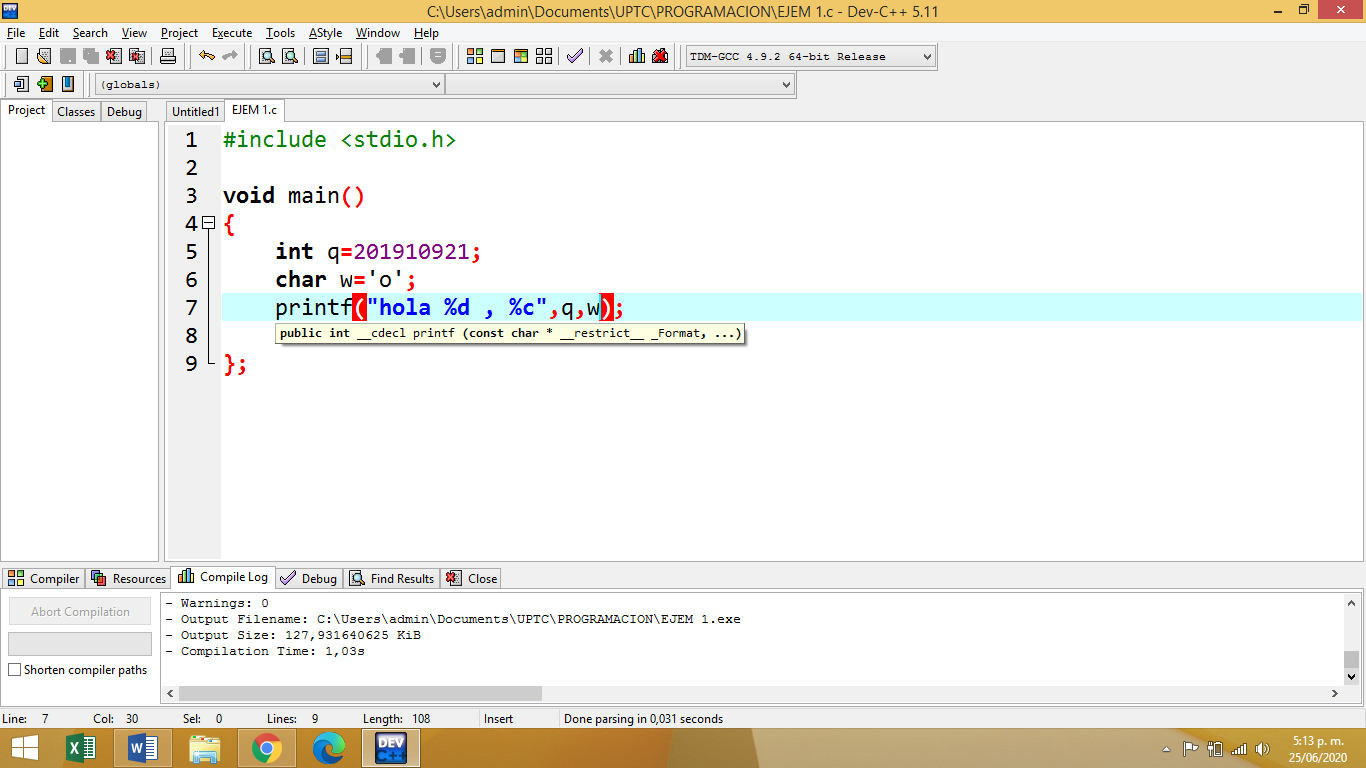 C:\Users\admin\Documents\UPTC\PROGRAMACION\EJEM 1.c - Dev-C++ 5.11
File Edit Search View Project Execute Tools AStyle Window Help
TDM-GCC 4.9.2 64-bit Release
(globals)
Project Classes Debug Untitled1 EJEM 1.c
1 #include <stdio.h>
2
3 void main()
4 {
5 int q=201910921;
6 char w='o';
7 printf("hola %d , %c",q,w);
public int __cdecl printf (const char * __restrict__ _Format, ...)
8
9 };
Compiler Resources Compile Log Debug Find Results Close
Abort Compilation
Shorten compiler paths
- Warnings: 0
- Output Filename: C:\Users\admin\Documents\UPTC\PROGRAMACION\EJEM 1.exe
- Output Size: 127,931640625 KiB
- Compilation Time: 1,03s
Line: 7 Col: 30 Sel: 0 Lines: 9 Length: 108 Insert Done parsing in 0,031 seconds
DEV C++
5:13 p. m.
25/06/2020